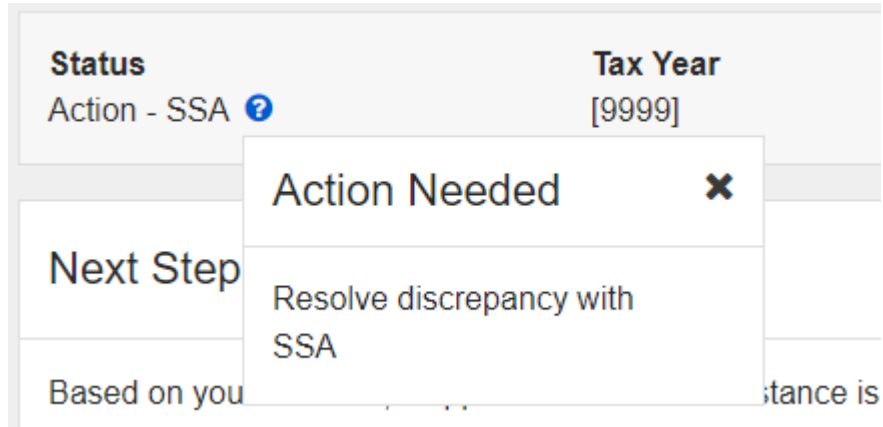 Status
Tax Year
Action - SSA ?
[9999]
Action Needed ✖
Next Step
Resolve discrepancy with
SSA
Based on you
stance is